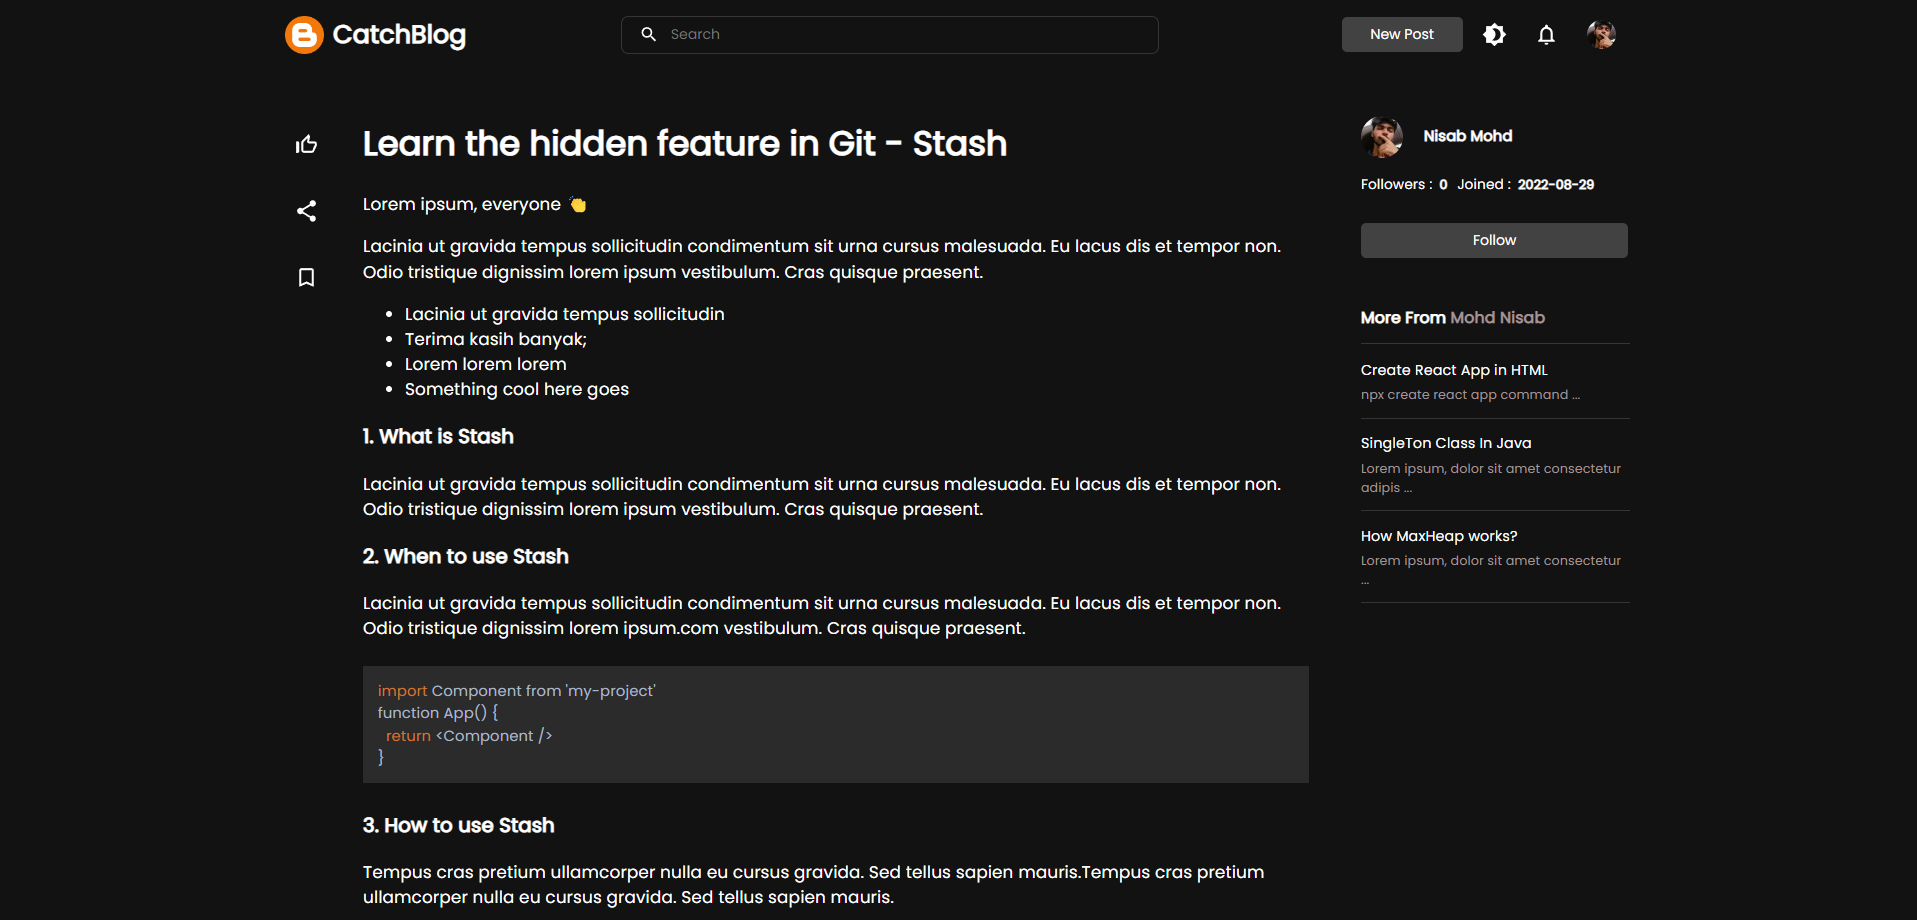 CatchBlog
Search
New Post
Learn the hidden feature in Git - Stash
Lorem ipsum, everyone 👏
Lacinia ut gravida tempus sollicitudin condimentum sit urna cursus malesuada. Eu lacus dis et tempor non.
Odio tristique dignissim lorem ipsum vestibulum. Cras quisque praesent.
• Lacinia ut gravida tempus sollicitudin
• Terima kasih banyak;
• Lorem lorem lorem
• Something cool here goes
1. What is Stash
Lacinia ut gravida tempus sollicitudin condimentum sit urna cursus malesuada. Eu lacus dis et tempor non.
Odio tristique dignissim lorem ipsum vestibulum. Cras quisque praesent.
2. When to use Stash
Lacinia ut gravida tempus sollicitudin condimentum sit urna cursus malesuada. Eu lacus dis et tempor non.
Odio tristique dignissim lorem ipsum.com vestibulum. Cras quisque praesent.
import Component from 'my-project'
function App() {
  return <Component />
}
3. How to use Stash
Tempus cras pretium ullamcorper nulla eu cursus gravida. Sed tellus sapien mauris.Tempus cras pretium
ullamcorper nulla eu cursus gravida. Sed tellus sapien mauris.
Nisab Mohd
Followers : 0 Joined : 2022-08-29
Follow
More From Mohd Nisab
Create React App in HTML
npx create react app command ...
SingleTon Class In Java
Lorem ipsum, dolor sit amet consectetur
adipis ...
How MaxHeap works?
Lorem ipsum, dolor sit amet consectetur
...